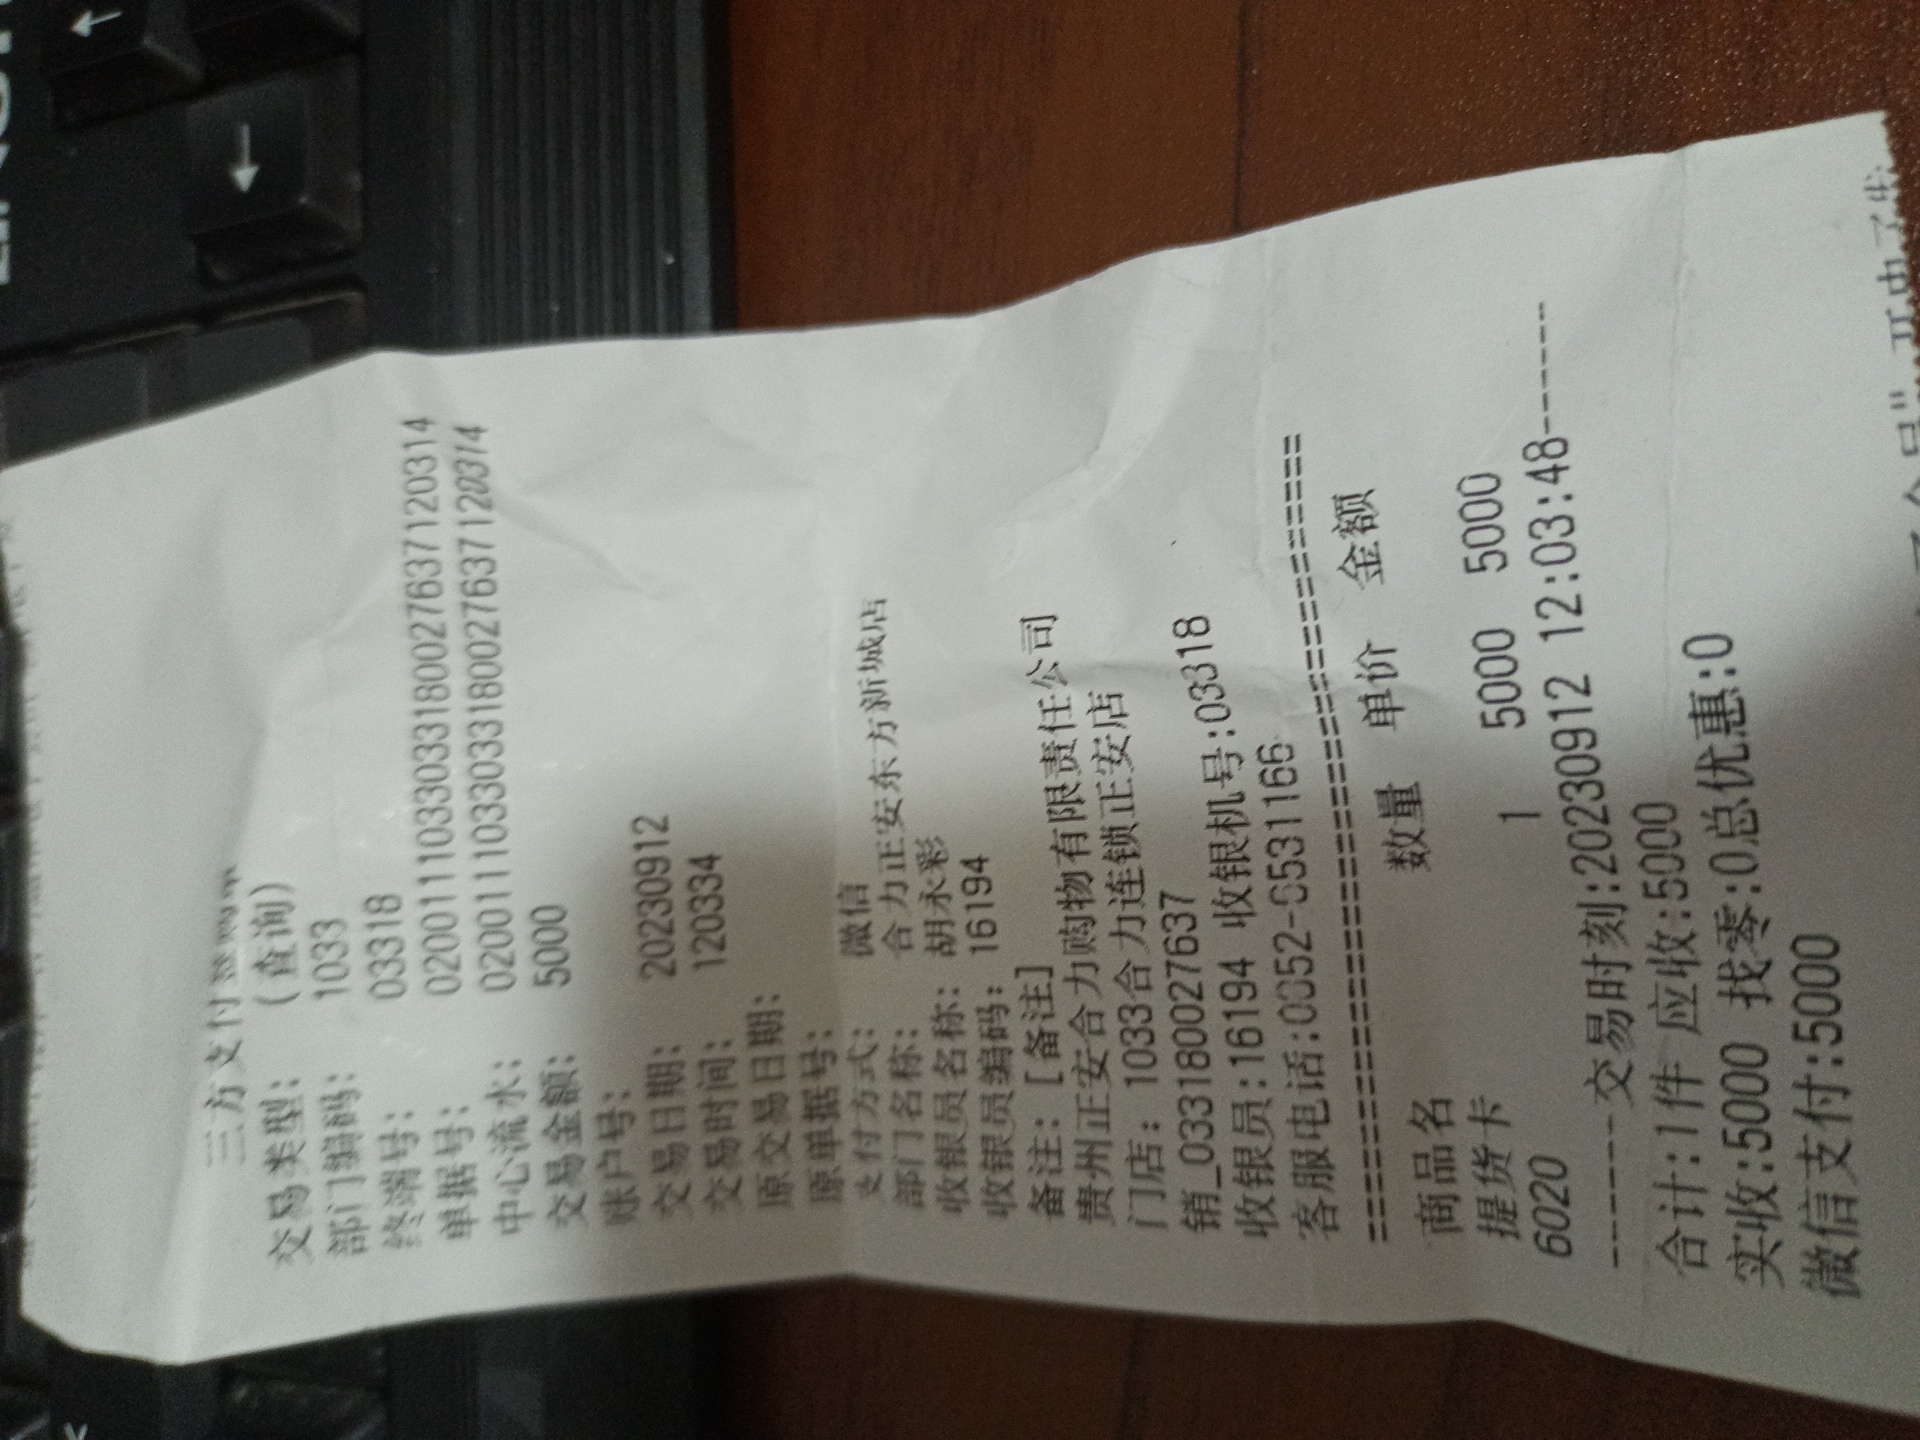 三方支付签购单
交易类型: (查询)
部门编码: 1033
终端号: 03318
单据号: 020011103303318002763712031​4
中心流水: 0200111033033180027637120314
交易金额: 5000
账户号:
交易日期: 20230912
交易时间: 120334
原交易日期:
原单据号:
支付方式: 微信
部门名称: 合力正安东方新城店
收银员名称: 胡永彩
收银员编码: 16194
备注: [备注]
贵州正安合力购物有限责任公司
门店: 1033合力连锁正安店
销_033180027637
收银员:16194 收银机号:03318
客服电话:0852-6531166
================================
商品名 数量 单价 金额
提货卡
6020 1 5000 5000
-------交易时刻:20230912 12:03:48-------
合计:1件 应收:5000
实收:5000 找零:0总优惠:0
微信支付:5000